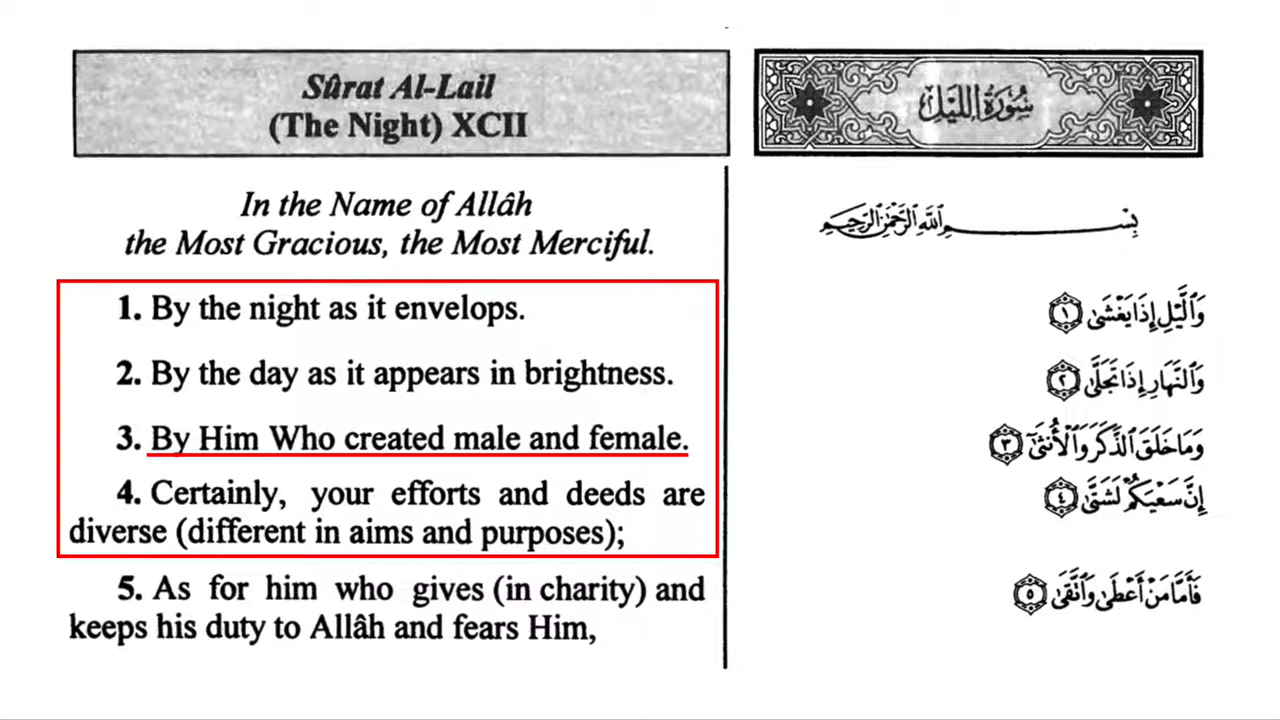 Sûrat Al-Lail
(The Night) XCII
سُورَةُ اللَّيْلِ
In the Name of Allâh
the Most Gracious, the Most Merciful.
بِسْمِ ٱللَّهِ ٱلرَّحْمَٰنِ ٱلرَّحِيمِ
1. By the night as it envelops.
وَٱلَّيْلِ إِذَا يَغْشَىٰ ١
2. By the day as it appears in brightness.
وَٱلنَّهَارِ إِذَا تَجَلَّىٰ ٢
3. By Him Who created male and female.
وَمَا خَلَقَ ٱلذَّكَرَ وَٱلْأُنثَىٰٓ ٣
4. Certainly, your efforts and deeds are
diverse (different in aims and purposes);
إِنَّ سَعْيَكُمْ لَشَتَّىٰ ٤
5. As for him who gives (in charity) and
keeps his duty to Allâh and fears Him,
فَأَمَّا مَنْ أَعْطَىٰ وَٱتَّقَىٰ ٥